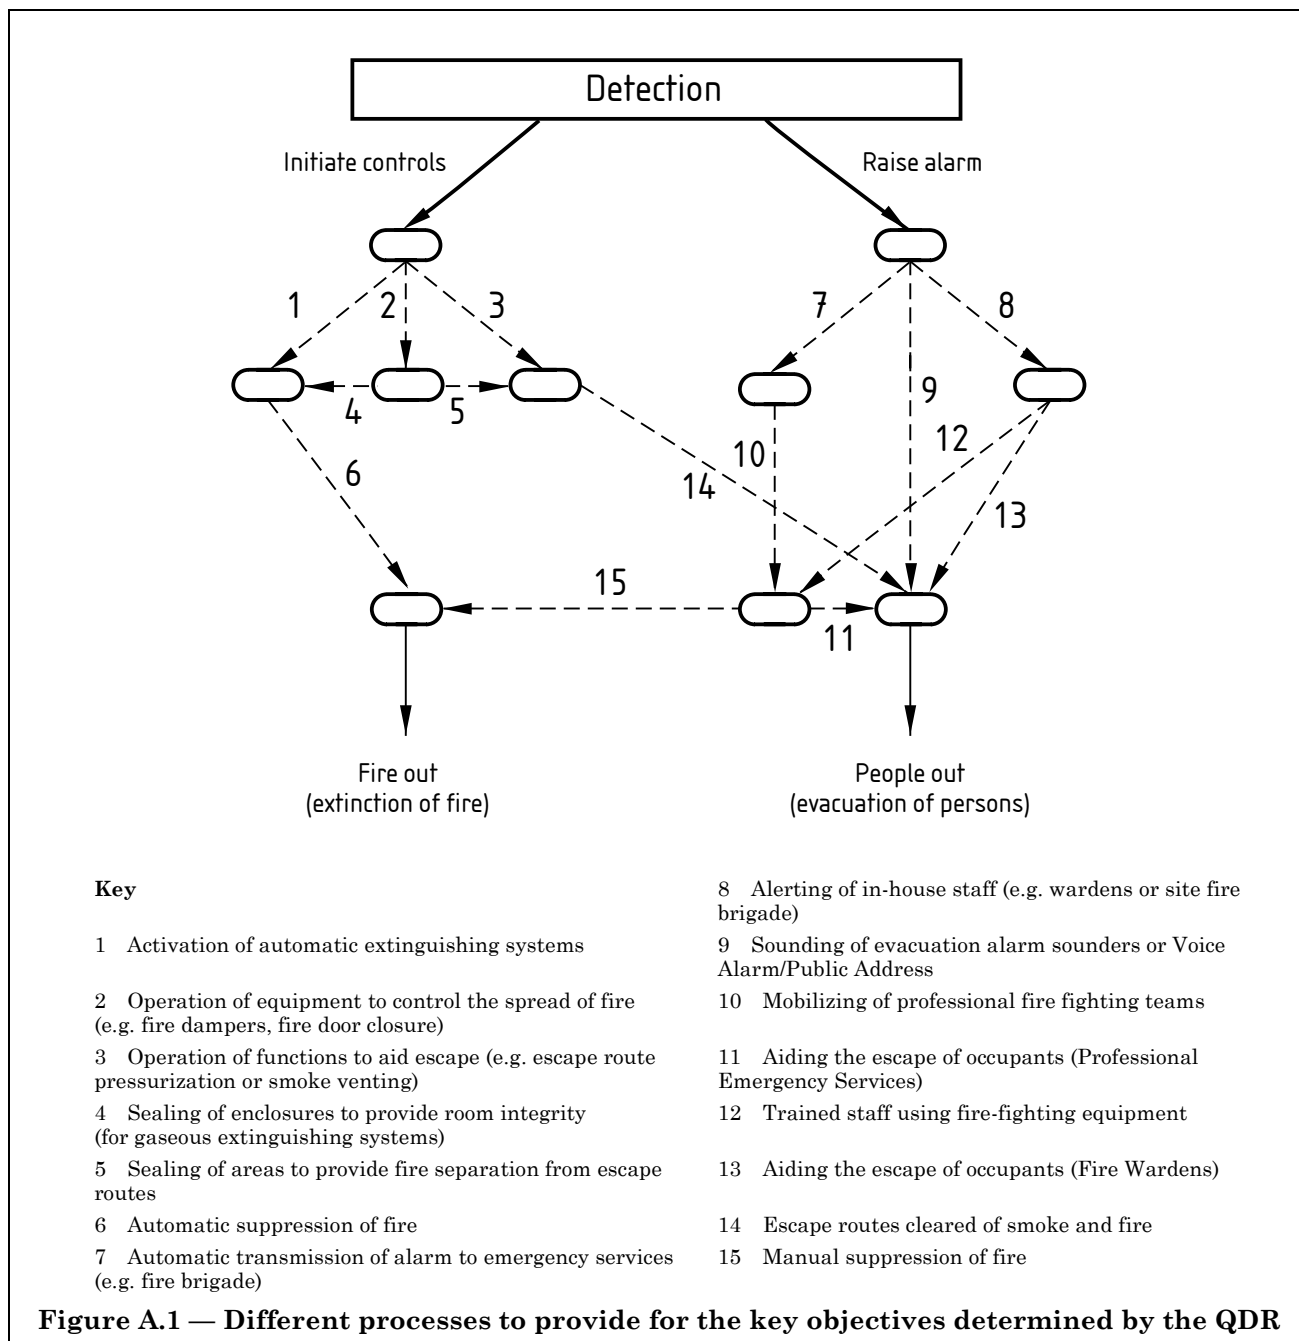 Detection
Initiate controls
Raise alarm
1
2
3
7
8
4
5
9
12
10
6
14
13
15
11
Fire out
(extinction of fire)
People out
(evacuation of persons)
Key
1 Activation of automatic extinguishing systems
2 Operation of equipment to control the spread of fire
(e.g. fire dampers, fire door closure)
3 Operation of functions to aid escape (e.g. escape route
pressurization or smoke venting)
4 Sealing of enclosures to provide room integrity
(for gaseous extinguishing systems)
5 Sealing of areas to provide fire separation from escape
routes
6 Automatic suppression of fire
7 Automatic transmission of alarm to emergency services
(e.g. fire brigade)
8 Alerting of in-house staff (e.g. wardens or site fire
brigade)
9 Sounding of evacuation alarm sounders or Voice
Alarm/Public Address
10 Mobilizing of professional fire fighting teams
11 Aiding the escape of occupants (Professional
Emergency Services)
12 Trained staff using fire-fighting equipment
13 Aiding the escape of occupants (Fire Wardens)
14 Escape routes cleared of smoke and fire
15 Manual suppression of fire
Figure A.1 — Different processes to provide for the key objectives determined by the QDR